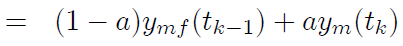 = (1 − a)y_{mf}(t_{k−1}) + ay_m(t_k)